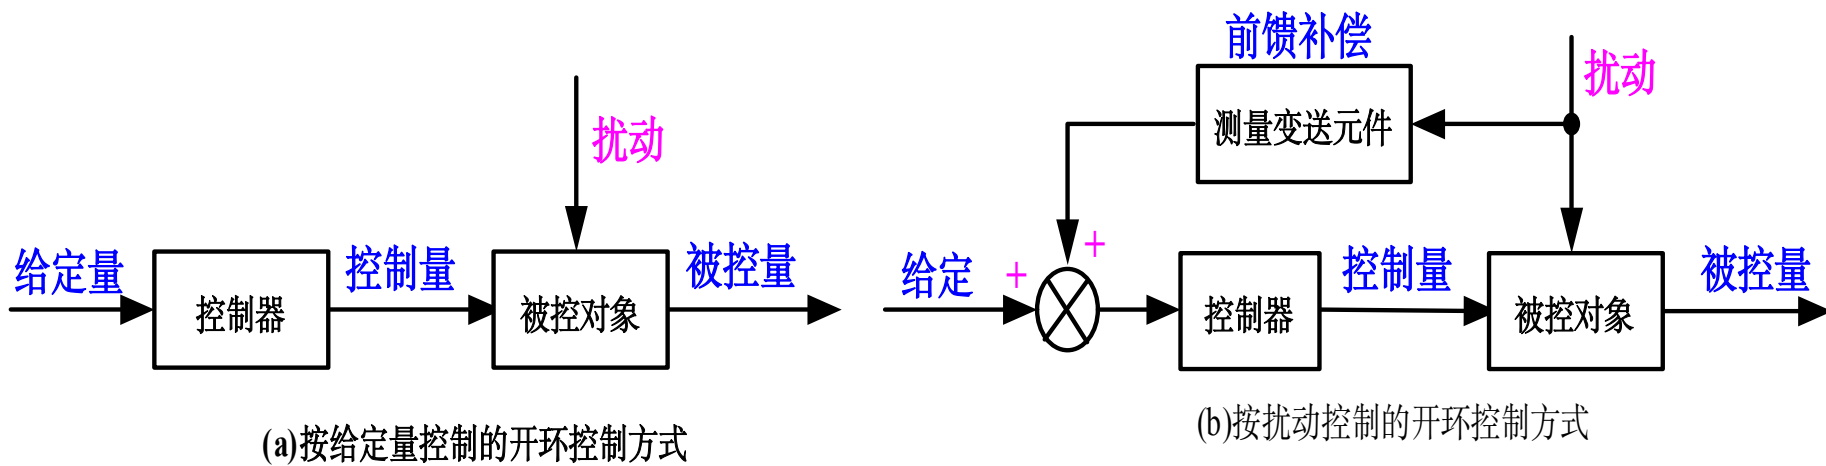 扰动
给定量
控制器
控制量
被控对象
被控量
(a)按给定量控制的开环控制方式
前馈补偿
测量变送元件
扰动
给定
+
+
控制器
控制量
被控对象
被控量
(b)按扰动控制的开环控制方式